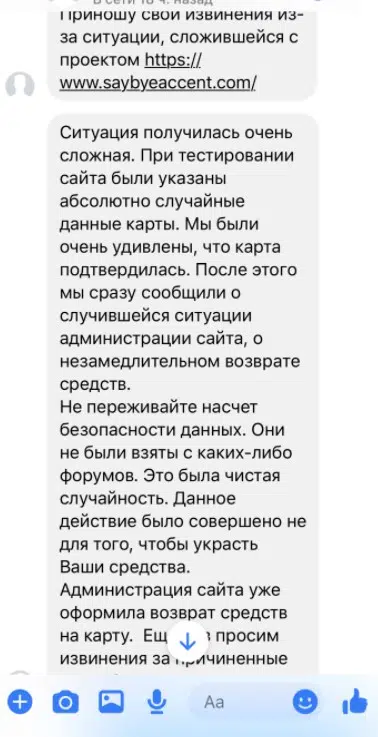 В сети 18 ч. назад
Приношу свои извинения из-
за ситуации, сложившейся с
проектом https://
www.saybyeaccent.com/
Ситуация получилась очень
сложная. При тестировании
сайта были указаны
абсолютно случайные
данные карты. Мы были
очень удивлены, что карта
подтвердилась. После этого
мы сразу сообщили о
случившейся ситуации
администрации сайта, о
незамедлительном возврате
средств.
Не переживайте насчет
безопасности данных. Они
не были взяты с каких-либо
форумов. Это была чистая
случайность. Данное
действие было совершено не
для того, чтобы украсть
Ваши средства.
Администрация сайта уже
оформила возврат средств
на карту. просим
извинения за причиненные
Aa